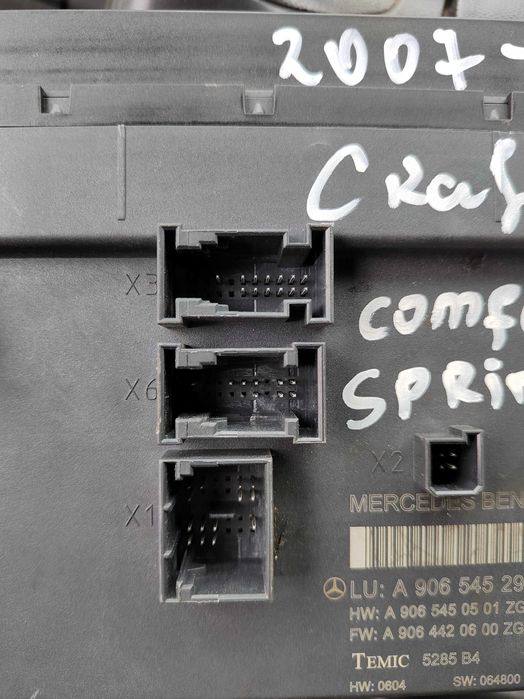 2007-
Craf
X3
comf
X6
SPRIN
X2
MERCEDES BEN
X1
LU: A 906 545 29
HW: A 906 545 05 01 ZG
FW: A 906 442 06 00 ZG
TEMIC 5285 B4
HW: 0604 SW: 064800